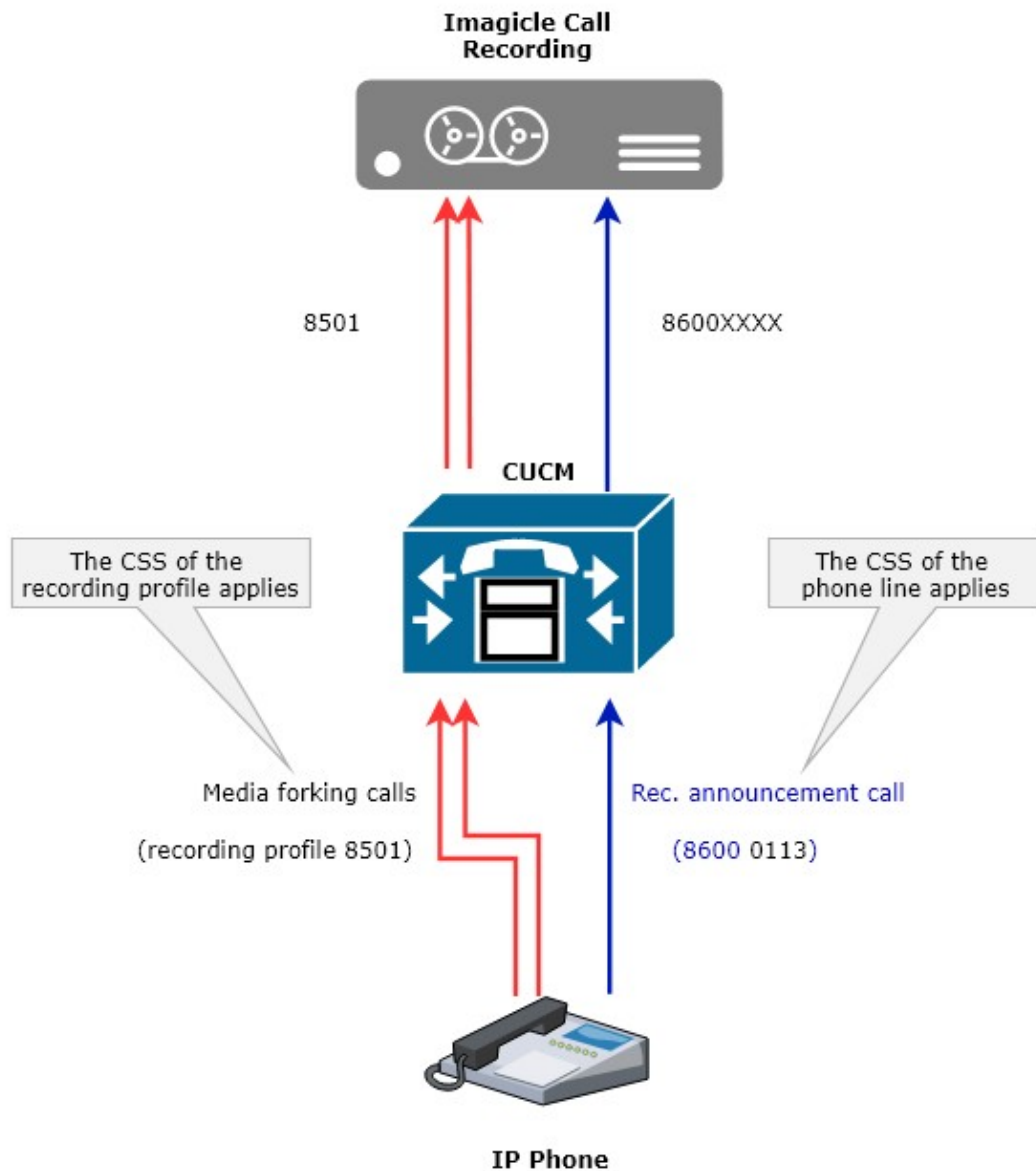 Imagicle Call
Recording
8501
8600XXXX
CUCM
The CSS of the
recording profile applies
The CSS of the
phone line applies
Media forking calls
(recording profile 8501)
Rec. announcement call
(8600 0113)
IP Phone